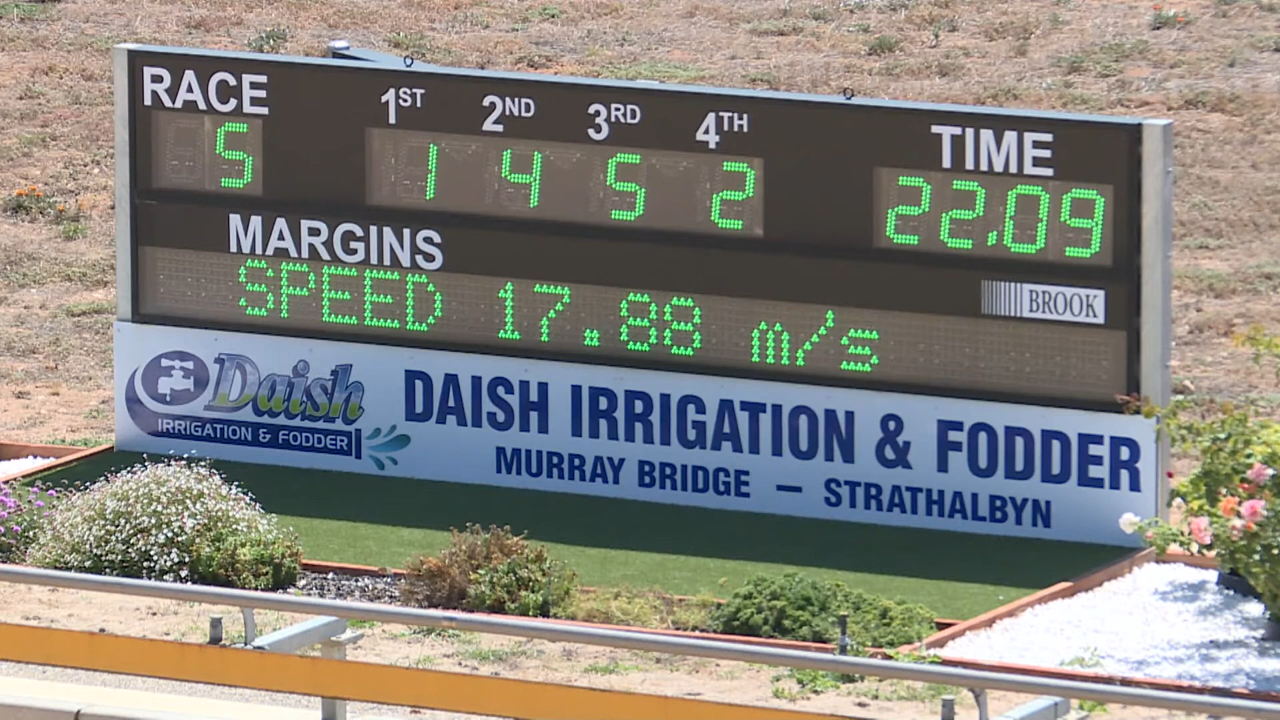 RACE 1ST 2ND 3RD 4TH TIME
5 1 4 5 2 22.09
MARGINS
SPEED 17.88 m/s
BROOK
Daish
IRRIGATION & FODDER
DAISH IRRIGATION & FODDER
MURRAY BRIDGE – STRATHALBYN